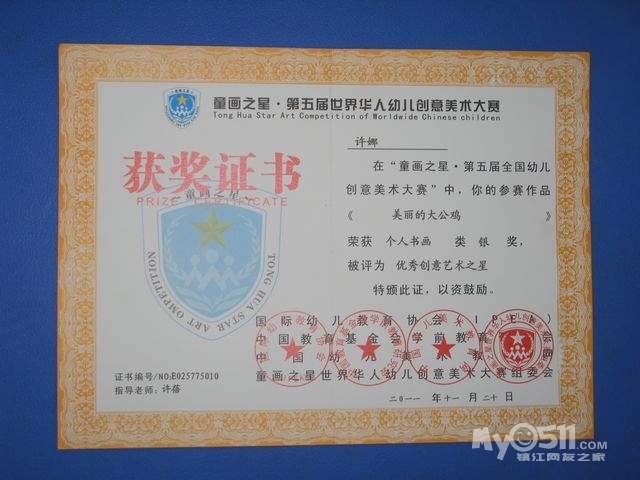 童画之星·第五届世界华人幼儿创意美术大赛
Tong Hua Star Art Competition of Worldwide Chinese children
获奖证书
PRIZE CERTIFICATE
童画之星
TONG HUA STAR ART OMPETITION
许娜
在“童画之星·第五届全国幼儿
创意美术大赛”中，你的参赛作品
《 美丽的大公鸡 》
荣获 个人书画 类 银 奖，
被评为 优秀创意艺术之星
特颁此证，以资鼓励。
国际幼儿教育协会
中国教育基金会学前教育
中国幼儿美术教
童画之星世界华人幼儿创意美术大赛组委会
证书编号/NO:E025775010
指导老师：许蓓
二〇一一 年十一 月 二十 日
My0511.COM
镇江网友之家